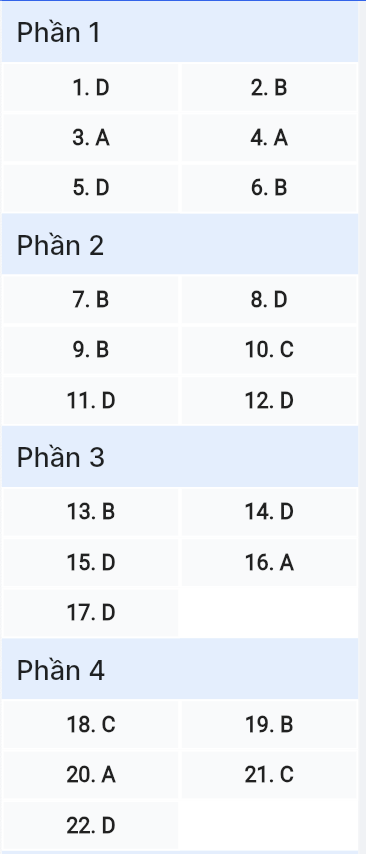 Phần 1
1. D 2. B
3. A 4. A
5. D 6. B
Phần 2
7. B 8. D
9. B 10. C
11. D 12. D
Phần 3
13. B 14. D
15. D 16. A
17. D
Phần 4
18. C 19. B
20. A 21. C
22. D